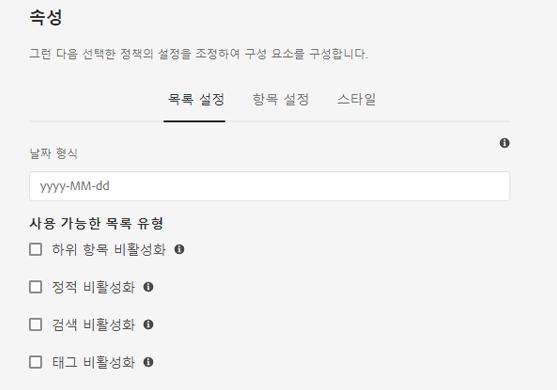 속성
그런 다음 선택한 정책의 설정을 조정하여 구성 요소를 구성합니다.
목록 설정 항목 설정 스타일
날짜 형식
yyyy-MM-dd
사용 가능한 목록 유형
하위 항목 비활성화
정적 비활성화
검색 비활성화
태그 비활성화